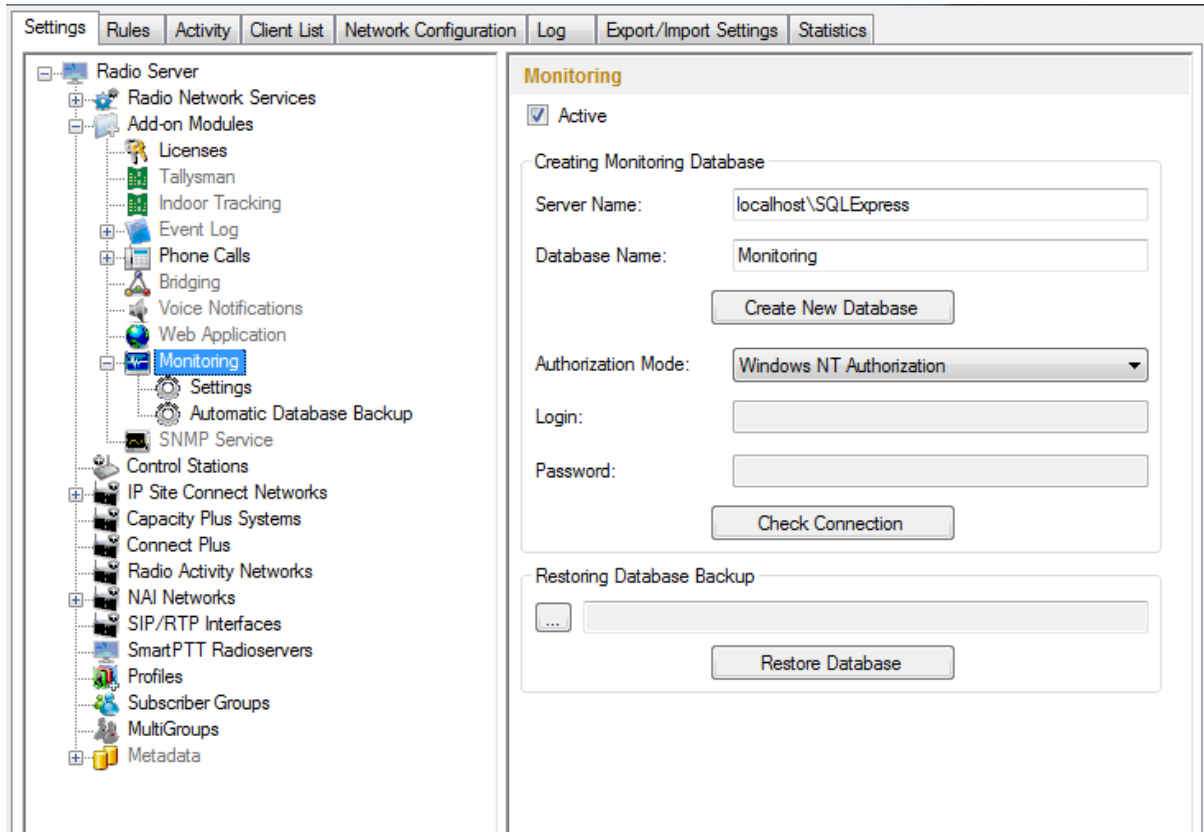 Settings Rules Activity Client List Network Configuration Log Export/Import Settings Statistics
Radio Server
Radio Network Services
Add-on Modules
Licenses
Tallysman
Indoor Tracking
Event Log
Phone Calls
Bridging
Voice Notifications
Web Application
Monitoring
Settings
Automatic Database Backup
SNMP Service
Control Stations
IP Site Connect Networks
Capacity Plus Systems
Connect Plus
Radio Activity Networks
NAI Networks
SIP/RTP Interfaces
SmartPTT Radioservers
Profiles
Subscriber Groups
MultiGroups
Metadata
Monitoring
Active
Creating Monitoring Database
Server Name: localhost\SQLExpress
Database Name: Monitoring
Create New Database
Authorization Mode: Windows NT Authorization
Login:
Password:
Check Connection
Restoring Database Backup
...
Restore Database